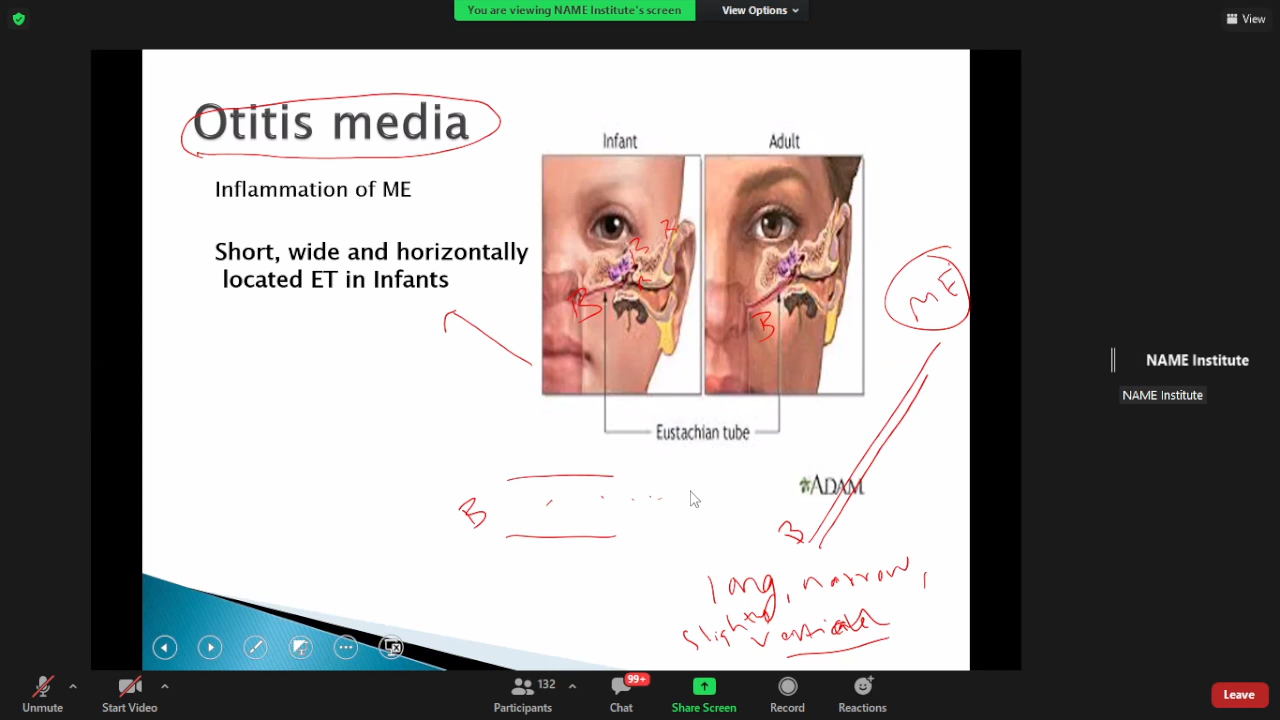 You are viewing NAME Institute's screen
View Options
View
Otitis media
Infant
Adult
Inflammation of ME
Short, wide and horizontally
located ET in Infants
ME
B
B
NAME Institute
NAME Institute
Eustachian tube
ADAM
B
B
long, narrow,
slightly
vertical
Unmute
Start Video
132
Participants
99+
Chat
Share Screen
Record
Reactions
Leave